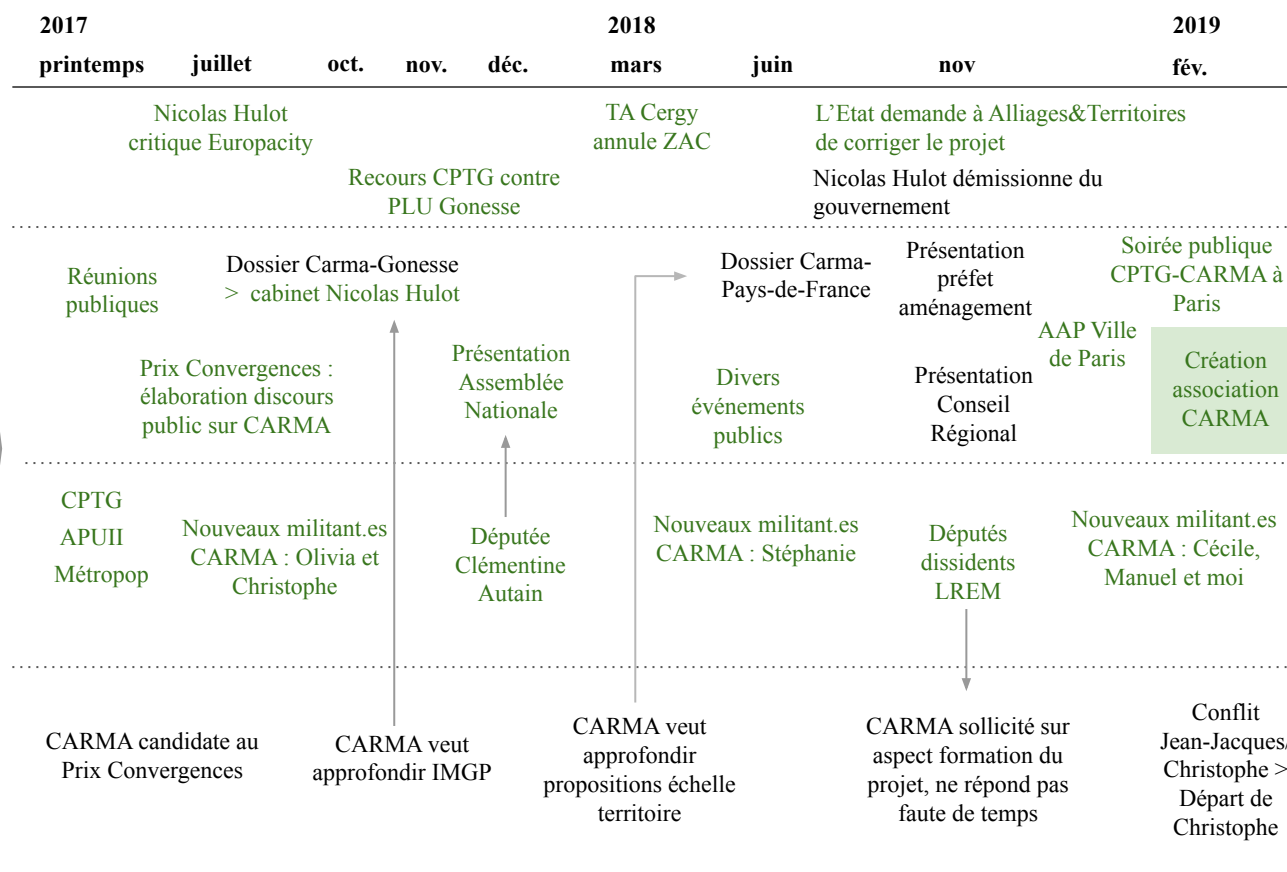 2017
2018
2019
printemps
juillet
oct.
nov.
déc.
mars
juin
nov
fév.
Nicolas Hulot
critique Europacity
TA Cergy
annule ZAC
L'Etat demande à Alliages&Territoires
de corriger le projet
Recours CPTG contre
PLU Gonesse
Nicolas Hulot démissionne du
gouvernement
Réunions
publiques
Dossier Carma-Gonesse
> cabinet Nicolas Hulot
Dossier Carma-
Pays-de-France
Présentation
préfet
aménagement
Soirée publique
CPTG-CARMA à
Paris
AAP Ville
de Paris
Prix Convergences :
élaboration discours
public sur CARMA
Présentation
Assemblée
Nationale
Divers
événements
publics
Présentation
Conseil
Régional
Création
association
CARMA
CPTG
APUII
Métropop
Nouveaux militant.es
CARMA : Olivia et
Christophe
Députée
Clémentine
Autain
Nouveaux militant.es
CARMA : Stéphanie
Députés
dissidents
LREM
Nouveaux militant.es
CARMA : Cécile,
Manuel et moi
CARMA candidate au
Prix Convergences
CARMA veut
approfondir IMGP
CARMA veut
approfondir
propositions échelle
territoire
CARMA sollicité sur
aspect formation du
projet, ne répond pas
faute de temps
Conflit
Jean-Jacques/
Christophe >
Départ de
Christophe